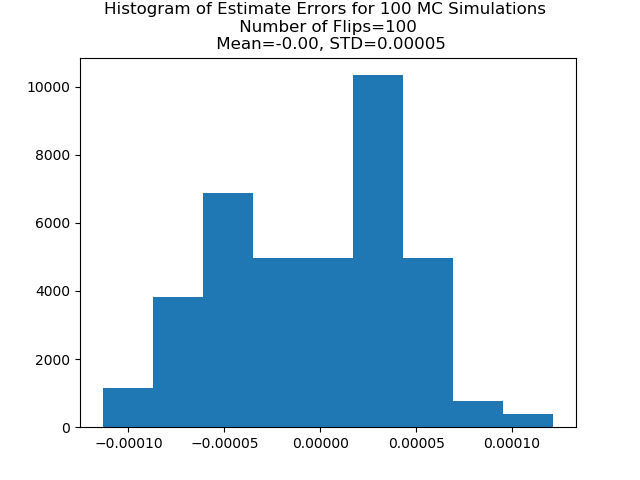 Histogram of Estimate Errors for 100 MC Simulations
Number of Flips=100
Mean=-0.00, STD=0.00005
10000
8000
6000
4000
2000
0
−0.00010 −0.00005 0.00000 0.00005 0.00010